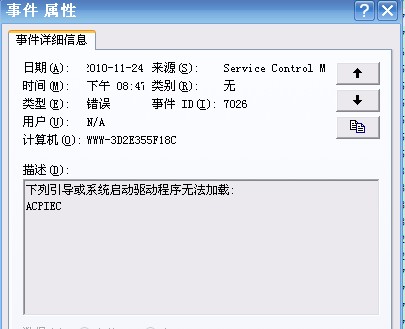 事件 属性
事件详细信息
日期(A): 2010-11-24 来源(S): Service Control M
时间(M): 下午 08:47 类别(R): 无
类型(E): 错误 事件 ID(I): 7026
用户(U): N/A
计算机(O): WWW-3D2E355F18C
描述(D):
下列引导或系统启动驱动程序无法加载:
ACPIEC